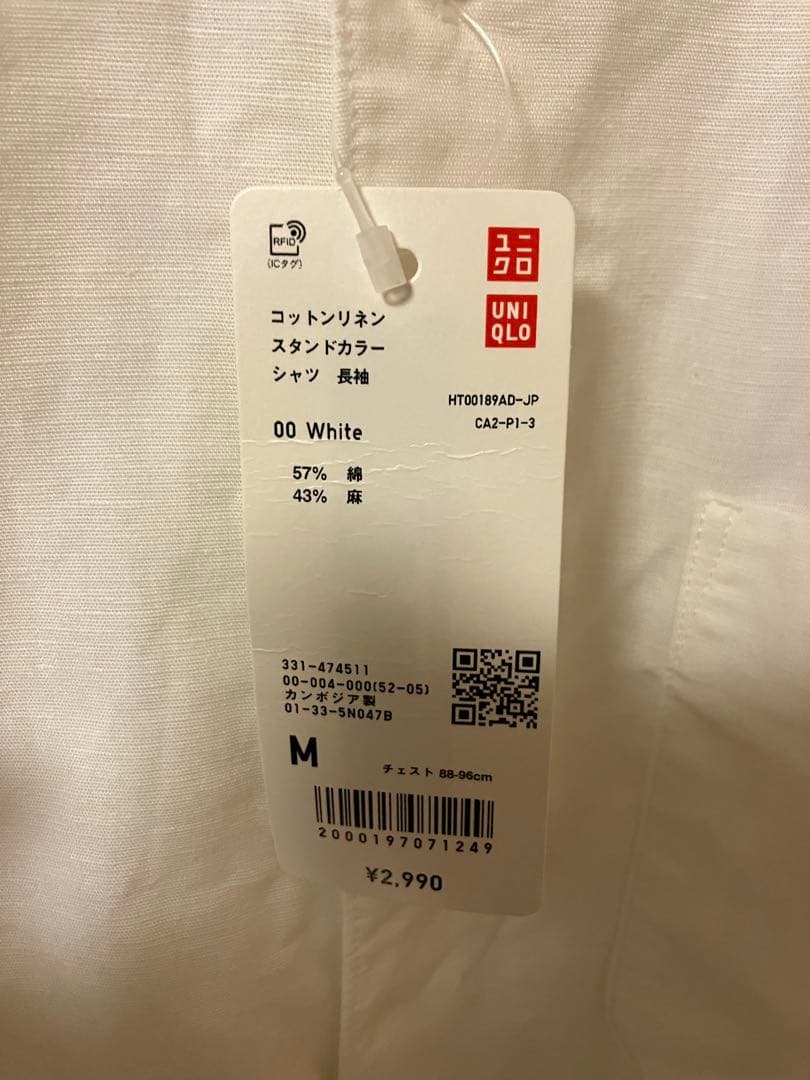 RFID
(ICタグ)
ユニ
クロ
UNI
QLO
コットンリネン
スタンドカラー
シャツ 長袖
HT00189AD-JP
CA2-P1-3
00 White
57% 綿
43% 麻
331-474511
00-004-000(52-05)
カンボジア製
01-33-5N047B
M
チェスト 88-96cm
2000197071249
¥2,990